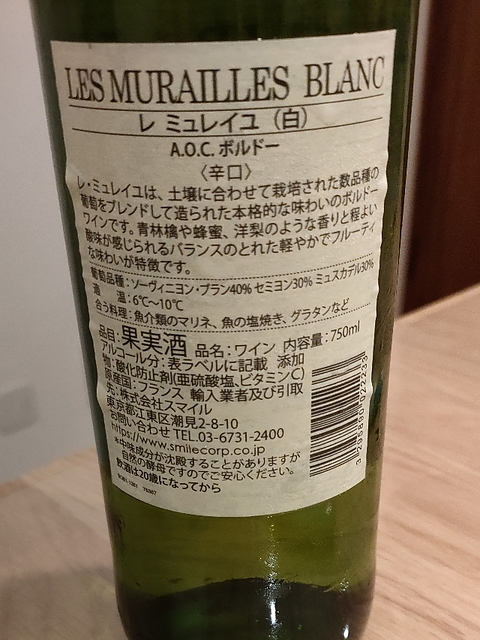 LES MURAILLES BLANC
レ ミュレイユ（白）
A.O.C. ボルドー
〈辛口〉
レ・ミュレイユは、土壌に合わせて栽培された数品種の
葡萄をブレンドして造られた本格的な味わいのボルドー
ワインです。青林檎や蜂蜜、洋梨のような香りと程よい
酸味が感じられるバランスのとれた軽やかでフルーティ
な味わいが特徴です。
葡萄品種：ソーヴィニヨン・ブラン40% セミヨン30% ミュスカデル30%
適 温：6℃〜10℃
合う料理：魚介類のマリネ、魚の塩焼き、グラタンなど
品目：果実酒 品名：ワイン 内容量：750ml
アルコール分：表ラベルに記載 添加
物：酸化防止剤(亜硫酸塩、ビタミンC)
原産国：フランス 輸入業者及び引取
先：株式会社スマイル
東京都江東区潮見2-8-10
お問い合わせ TEL.03-6731-2400
https://www.smilecorp.co.jp
※中味成分が沈殿することがありますが
自然の酵母ですのでご安心ください。
飲酒は20歳になってから